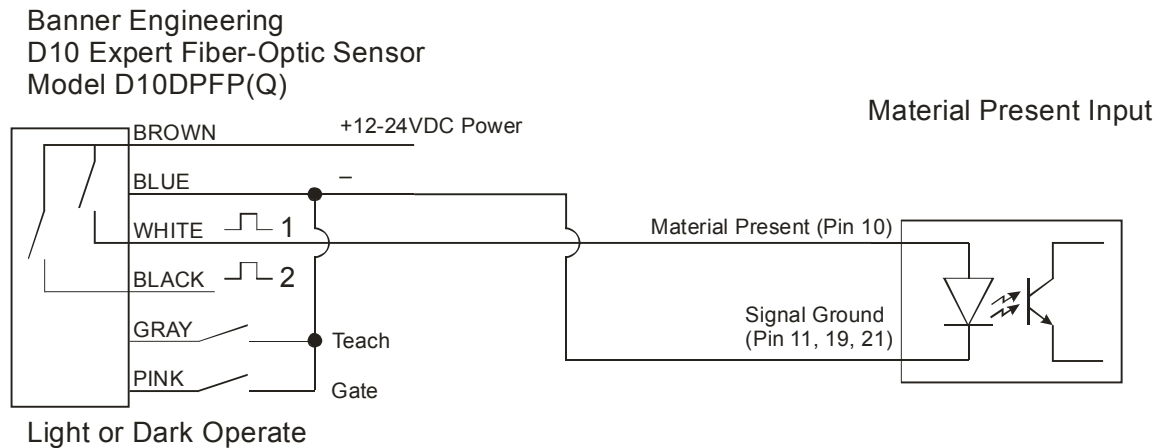 Banner Engineering
D10 Expert Fiber-Optic Sensor
Model D10DPFP(Q)
Material Present Input
BROWN
+12-24VDC Power
BLUE
–
WHITE
1
Material Present (Pin 10)
BLACK
2
Signal Ground
(Pin 11, 19, 21)
GRAY
Teach
PINK
Gate
Light or Dark Operate